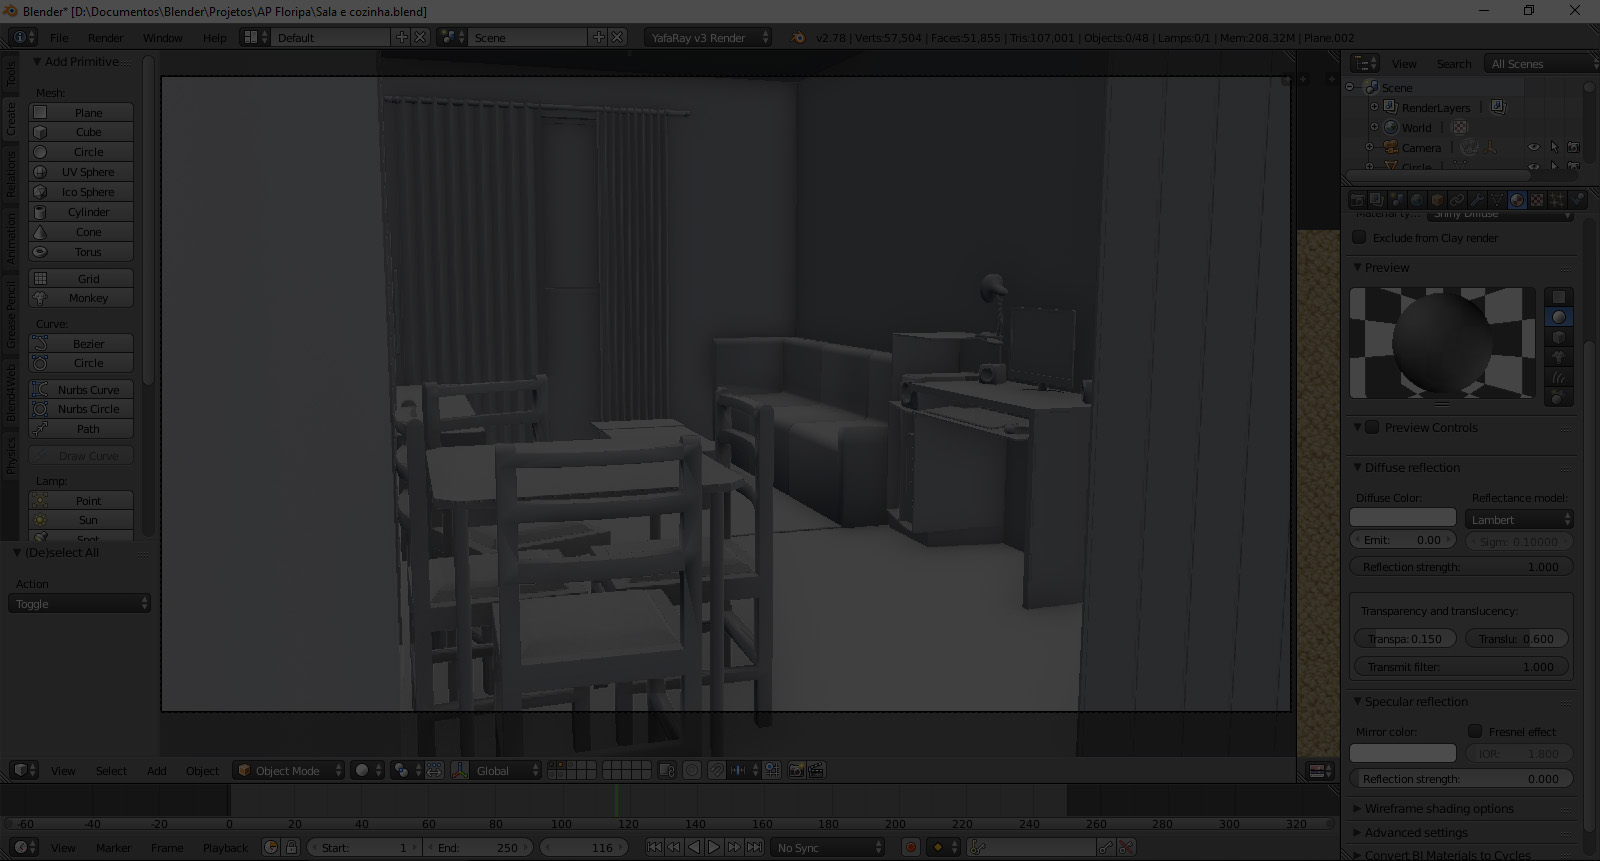 Blender* [D:\Documentos\Blender\Projetos\AP Floripa\Sala e cozinha.blend]
File Render Window Help Default Scene YafaRay v3 Render v2.78 | Verts:57,504 | Faces:51,855 | Tris:107,001 | Objects:0/48 | Lamps:0/1 | Mem:208.32M | Plane.002
Tools
Create
Relations
Animation
Grease Pencil
Blend4Web
Physics
Add Primitive
Mesh:
Plane
Cube
Circle
UV Sphere
Ico Sphere
Cylinder
Cone
Torus
Grid
Monkey
Curve:
Bezier
Circle
Nurbs Curve
Nurbs Circle
Path
Draw Curve
Lamp:
Point
Sun
Spot
(De)select All
Action
Toggle
View Select Add Object Object Mode Global
-60 -40 -20 0 20 40 60 80 100 120 140 160 180 200 220 240 260 280 300 320
View Marker Frame Playback Start: 1 End: 250 116 No Sync
View Search All Scenes
Scene
RenderLayers
World
Camera
Circle
Material ty... Shiny Diffuse
Exclude from Clay render
Preview
Preview Controls
Diffuse reflection
Diffuse Color: Reflectance model:
Lambert
Emit: 0.00 Sigm: 0.10000
Reflection strength: 1.000
Transparency and translucency:
Transpa: 0.150 Translu: 0.600
Transmit filter: 1.000
Specular reflection
Mirror color: Fresnel effect
IOR: 1.800
Reflection strength: 0.000
Wireframe shading options
Advanced settings
Convert BI Materials to Cycles